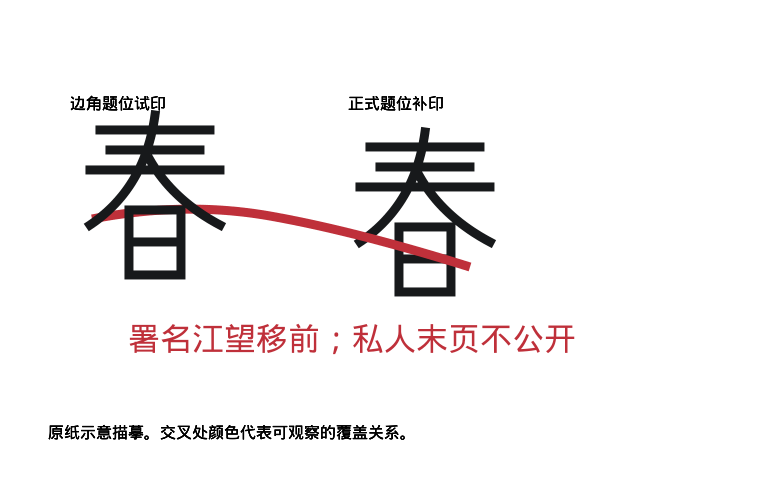 边角题位试印 正式题位补印
春 春
署名江望移前；私人末页不公开
原纸示意描摹。交叉处颜色代表可观察的覆盖关系。